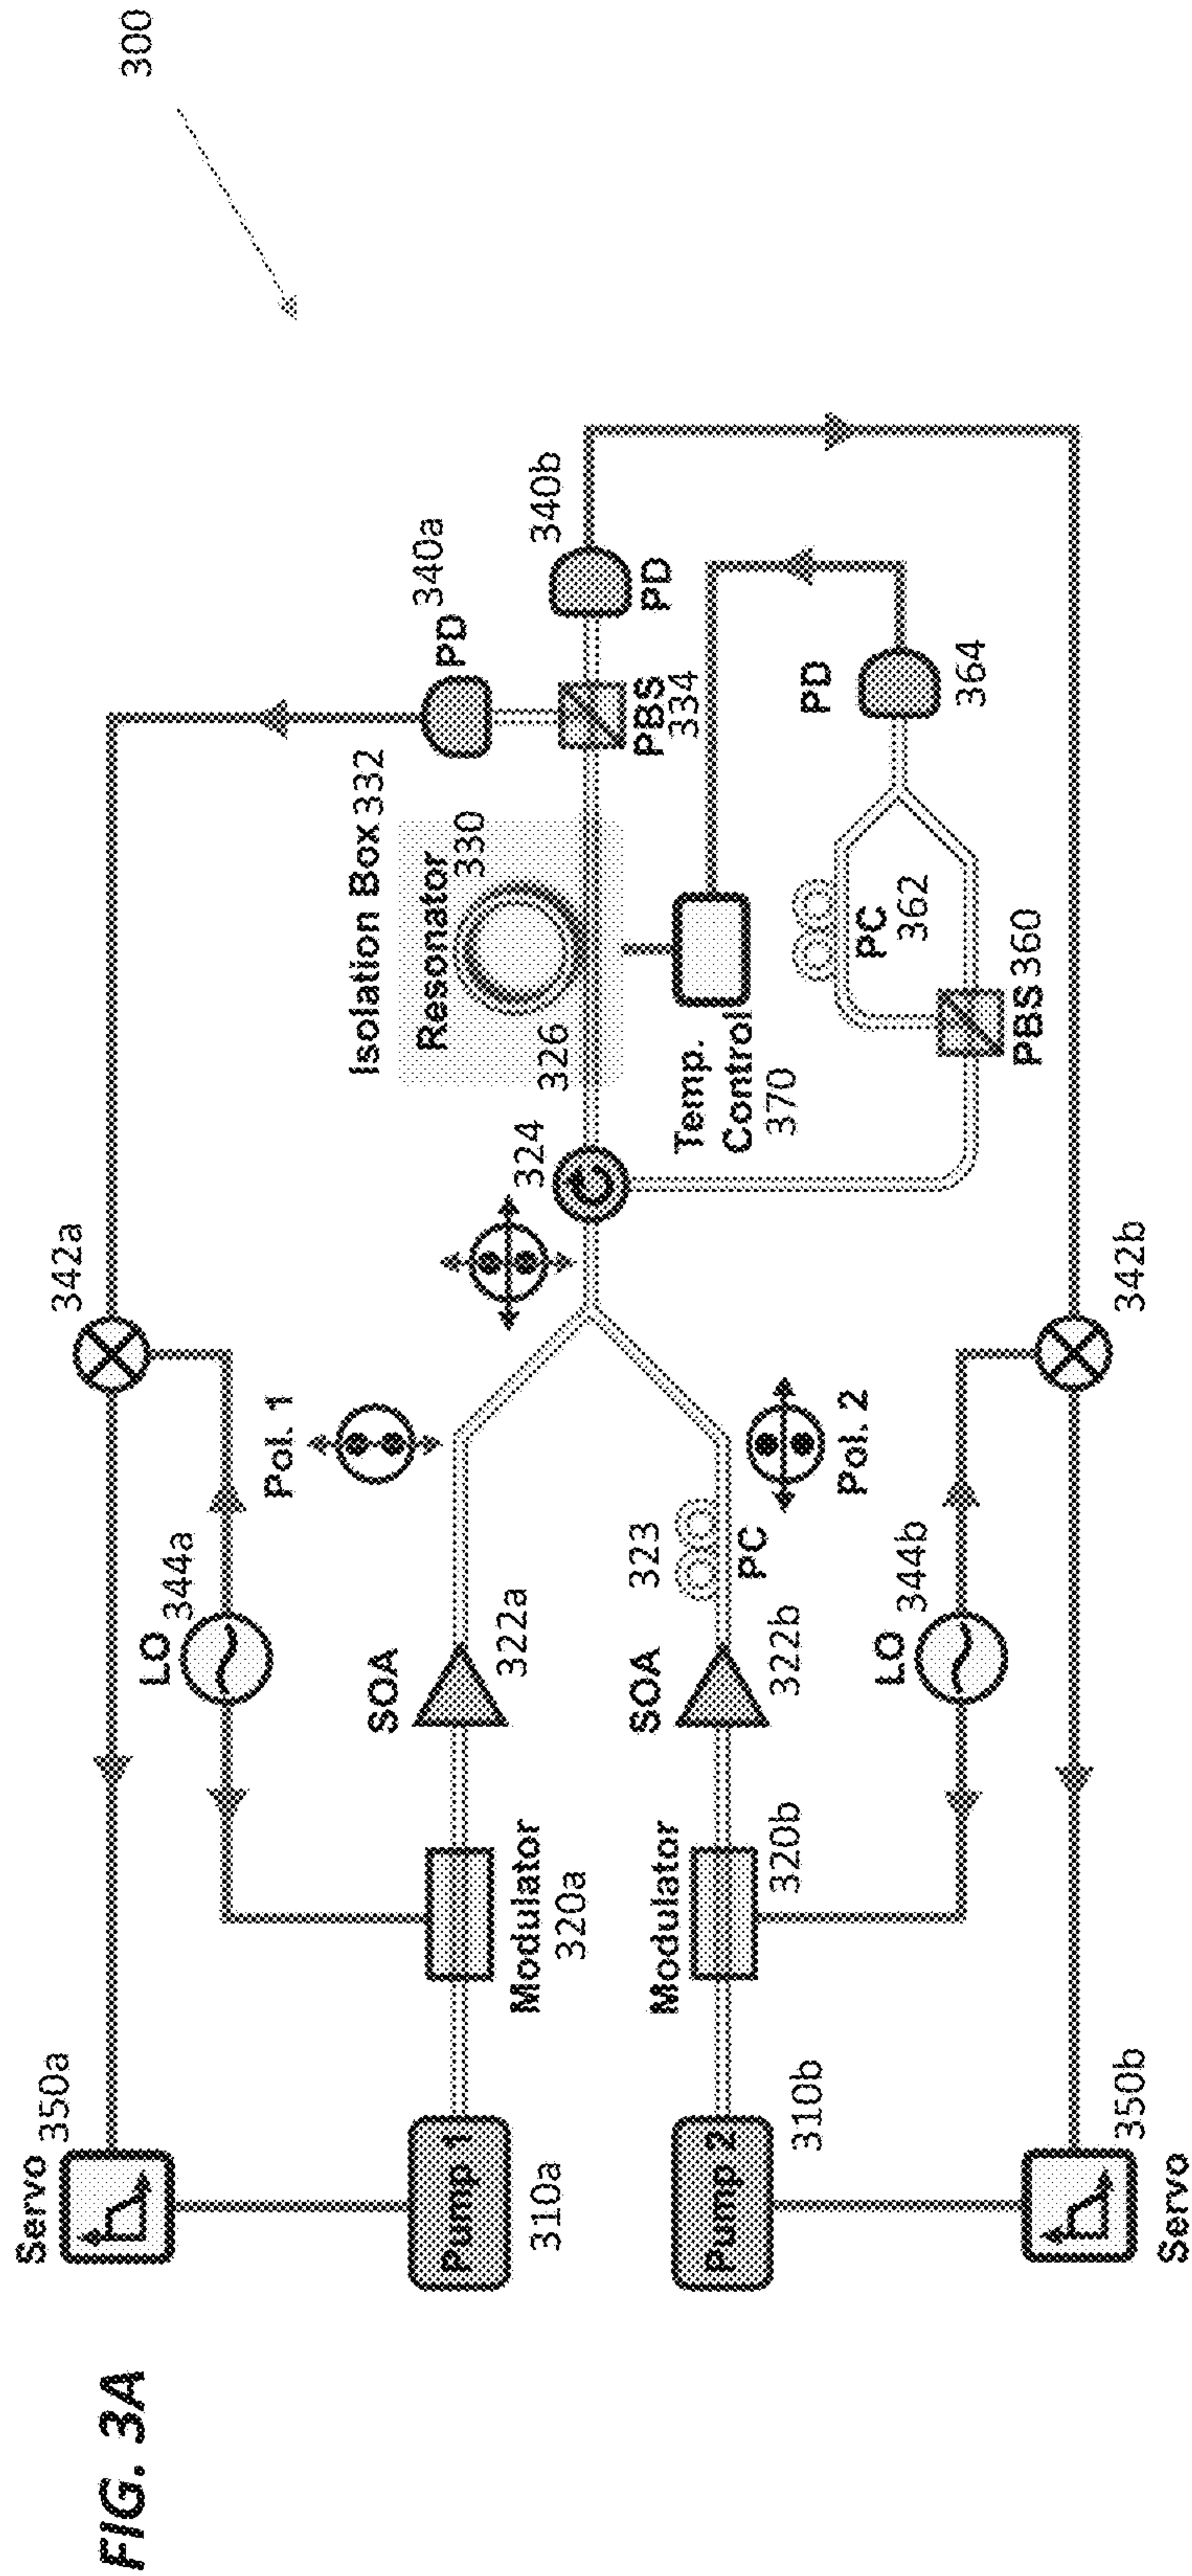 FIG. 3A
300
Servo
350a
342a
LO
344a
Pol. 1
Isolation Box 332
Resonator
330
PD
340a
340b
PD
Pump 1
310a
Modulator
320a
SOA
322a
324
326
PBS
334
Temp.
Control
370
PD
364
PC
362
PBS 360
Pump 2
310b
Modulator
320b
SOA
322b
323
PC
Pol. 2
LO
344b
342b
Servo
350b